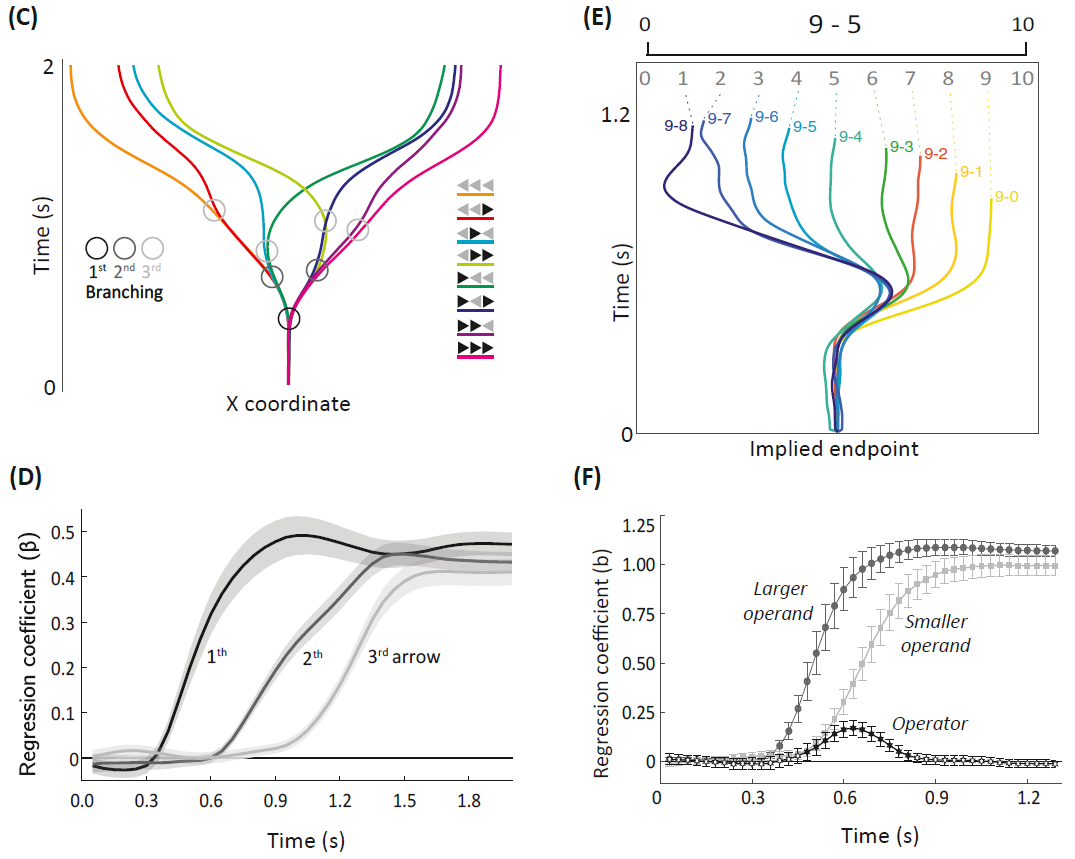 (C)
2
Time (s)
0
1st 2nd 3rd
Branching
X coordinate
(E)
0 9 - 5 10
0 1 2 3 4 5 6 7 8 9 10
1.2
9-8
9-7
9-6
9-5
9-4
9-3
9-2
9-1
9-0
Time (s)
0
Implied endpoint
(D)
Regression coefficient (β)
0.5
0.4
0.3
0.2
0.1
0
1th
2th
3rd arrow
0.0 0.3 0.6 0.9 1.2 1.5 1.8
Time (s)
(F)
Regression coefficient (b)
1.25
1.00
0.75
0.50
0.25
0
Larger
operand
Smaller
operand
Operator
0 0.3 0.6 0.9 1.2
Time (s)